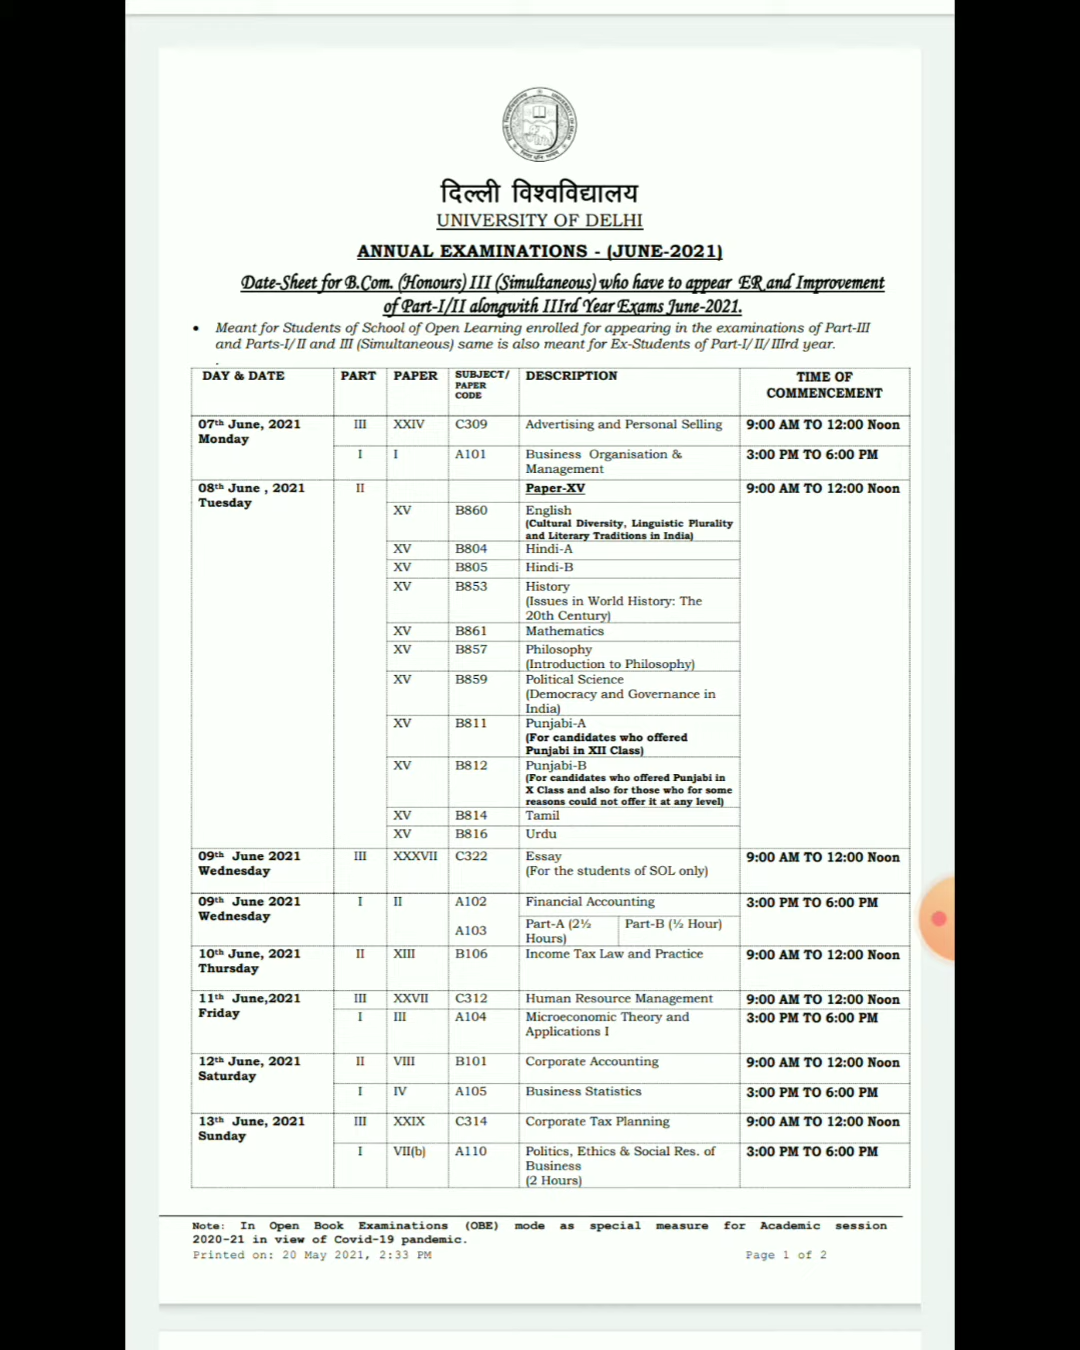 दिल्ली विश्वविद्यालय
UNIVERSITY OF DELHI
ANNUAL EXAMINATIONS - (JUNE-2021)
Date-Sheet for B.Com. (Honours) III (Simultaneous) who have to appear ER and Improvement
of Part-I/II alongwith IIIrd Year Exams June-2021.
• Meant for Students of School of Open Learning enrolled for appearing in the examinations of Part-III
and Parts-I/II and III (Simultaneous) same is also meant for Ex-Students of Part-I/II/IIIrd year.
.
DAY & DATE PART PAPER SUBJECT/ PAPER CODE DESCRIPTION TIME OF COMMENCEMENT
07th June, 2021 III XXIV C309 Advertising and Personal Selling 9:00 AM TO 12:00 Noon
Monday
I I A101 Business Organisation & 3:00 PM TO 6:00 PM
Management
08th June , 2021 II Paper-XV 9:00 AM TO 12:00 Noon
Tuesday
XV B860 English
(Cultural Diversity, Linguistic Plurality
and Literary Traditions in India)
XV B804 Hindi-A
XV B805 Hindi-B
XV B853 History
(Issues in World History: The
20th Century)
XV B861 Mathematics
XV B857 Philosophy
(Introduction to Philosophy)
XV B859 Political Science
(Democracy and Governance in
India)
XV B811 Punjabi-A
(For candidates who offered
Punjabi in XII Class)
XV B812 Punjabi-B
(For candidates who offered Punjabi in
X Class and also for those who for some
reasons could not offer it at any level)
XV B814 Tamil
XV B816 Urdu
09th June 2021 III XXXVII C322 Essay 9:00 AM TO 12:00 Noon
Wednesday (For the students of SOL only)
09th June 2021 I II A102 Financial Accounting 3:00 PM TO 6:00 PM
Wednesday
A103 Part-A (2½ Part-B (½ Hour)
Hours)
10th June, 2021 II XIII B106 Income Tax Law and Practice 9:00 AM TO 12:00 Noon
Thursday
11th June,2021 III XXVII C312 Human Resource Management 9:00 AM TO 12:00 Noon
Friday I III A104 Microeconomic Theory and 3:00 PM TO 6:00 PM
Applications I
12th June, 2021 II VIII B101 Corporate Accounting 9:00 AM TO 12:00 Noon
Saturday
I IV A105 Business Statistics 3:00 PM TO 6:00 PM
13th June, 2021 III XXIX C314 Corporate Tax Planning 9:00 AM TO 12:00 Noon
Sunday
I VII(b) A110 Politics, Ethics & Social Res. of 3:00 PM TO 6:00 PM
Business
(2 Hours)
Note: In Open Book Examinations (OBE) mode as special measure for Academic session
2020-21 in view of Covid-19 pandemic.
Printed on: 20 May 2021, 2:33 PM Page 1 of 2